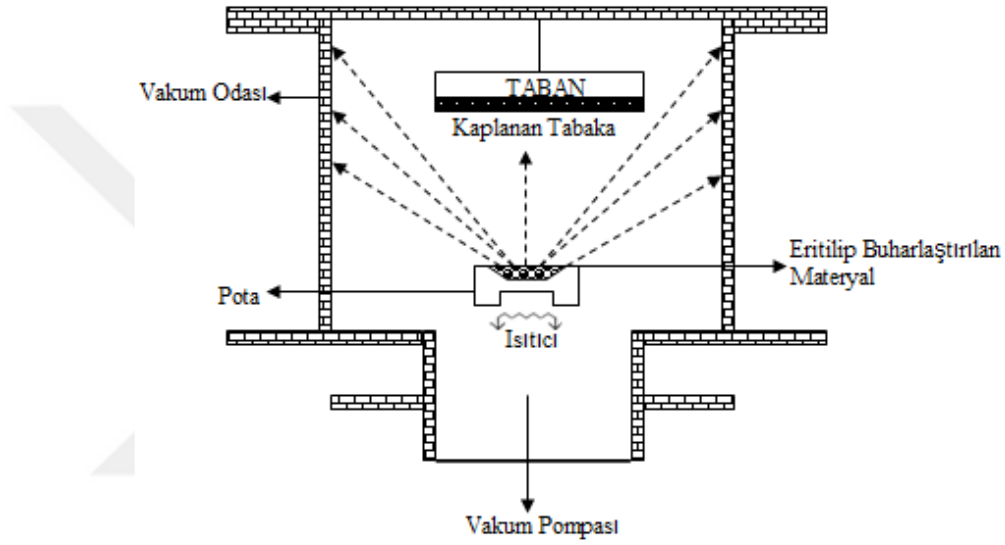 TABAN
Vakum Odası
Kaplanan Tabaka
Eritilip Buharlaştırılan
Materyal
Pota
Isıtıcı
Vakum Pompası